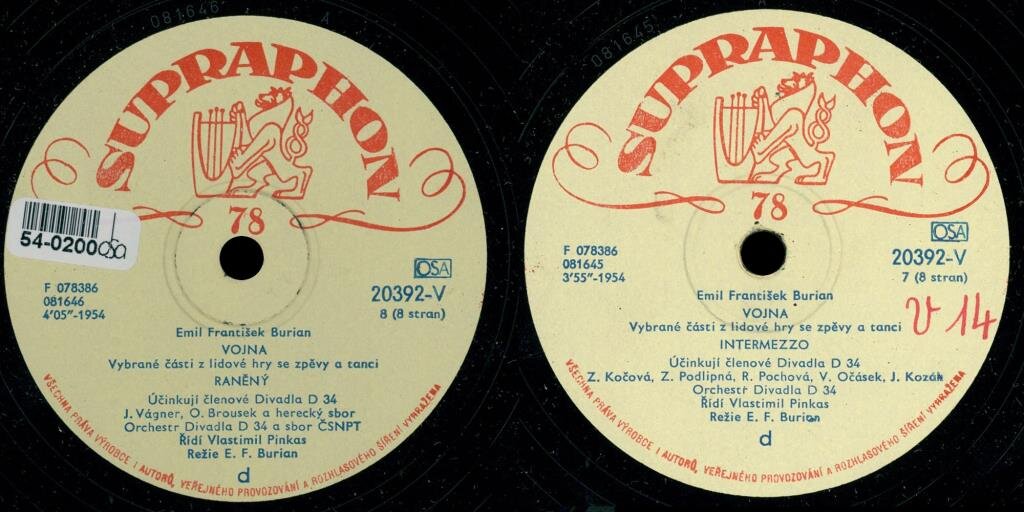 081646
A
SUPRAPHON
78
54-0200
osa
OSA
F 078386
081646
4'05"-1954
20392-V
8 (8 stran)
Emil František Burian
VOJNA
Vybrané části z lidové hry se zpěvy a tanci
RANĚNÝ
Účinkují členové Divadla D 34
J. Vágner, O. Brousek a herecký sbor
Orchestr Divadla D 34 a sbor ČSNPT
Řídí Vlastimil Pinkas
Režie E. F. Burian
d
VŠECHNA PRÁVA VÝROBCE I AUTORŮ, VEŘEJNÉHO PROVOZOVÁNÍ A ROZHLASOVÉHO ŠÍŘENÍ VYHRAŽENA
081645
A
SUPRAPHON
78
OSA
F 078386
081645
3'55"-1954
20392-V
7 (8 stran)
V 14
Emil František Burian
VOJNA
Vybrané části z lidové hry se zpěvy a tanci
INTERMEZZO
Účinkují členové Divadla D 34
Z. Kočová, Z. Podlipná, R. Pochová, V. Očásek, J. Kozák
Orchestr Divadla D 34
Řídí Vlastimil Pinkas
Režie E. F. Burian
d
VŠECHNA PRÁVA VÝROBCE I AUTORŮ, VEŘEJNÉHO PROVOZOVÁNÍ A ROZHLASOVÉHO ŠÍŘENÍ VYHRAŽENA